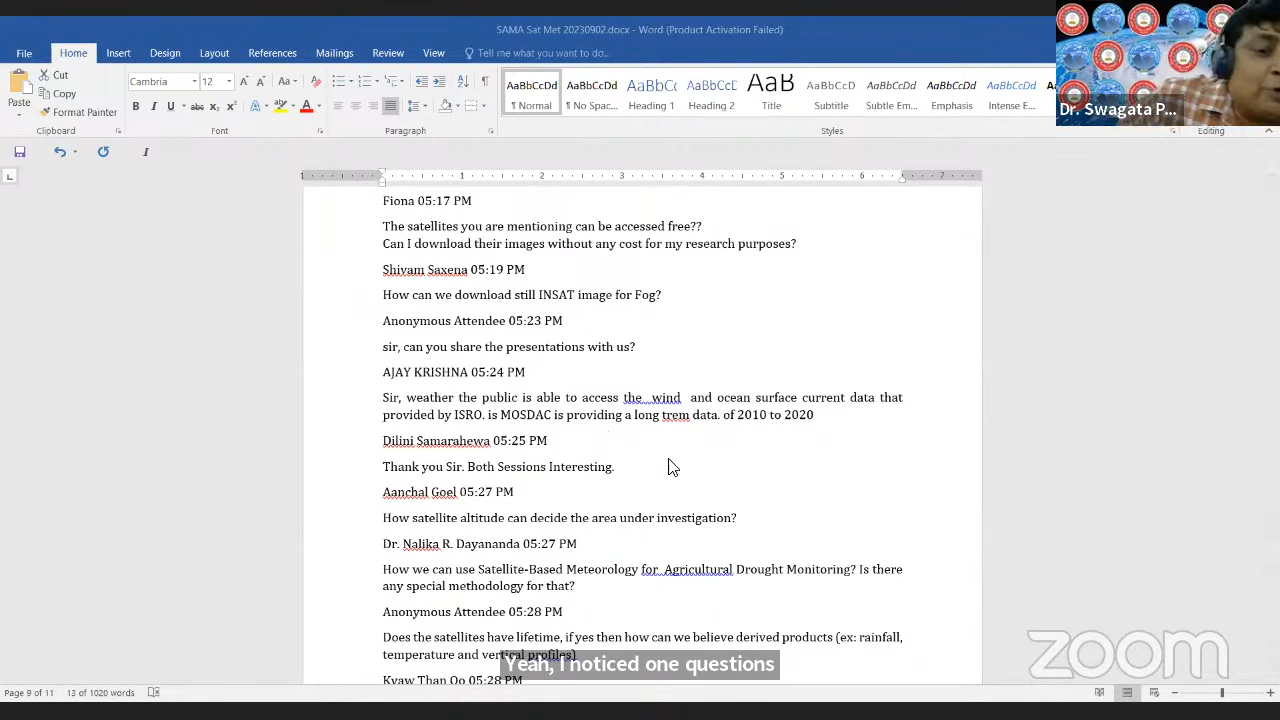 SAMA Sat Met 20230902.docx - Word (Product Activation Failed)
File Home Insert Design Layout References Mailings Review View Tell me what you want to do...
Paste
Cut
Copy
Format Painter
Cambria 12
AaBbCcDd AaBbCcDd AaBbCc AaBbCcD AaB AaBbCcD AaBbCcDd AaBbCcDd AaBbCcDd
¶ Normal ¶ No Spac... Heading 1 Heading 2 Title Subtitle Subtle Em... Emphasis Intense E...
Clipboard Font Paragraph Styles Editing
Dr. Swagata P...
1 1 2 3 4 5 6 7
Fiona 05:17 PM
The satellites you are mentioning can be accessed free??
Can I download their images without any cost for my research purposes?
Shivam Saxena 05:19 PM
How can we download still INSAT image for Fog?
Anonymous Attendee 05:23 PM
sir, can you share the presentations with us?
AJAY KRISHNA 05:24 PM
Sir, weather the public is able to access the wind and ocean surface current data that
provided by ISRO. is MOSDAC is providing a long trem data. of 2010 to 2020
Dilini Samarahewa 05:25 PM
Thank you Sir. Both Sessions Interesting.
Aanchal Goel 05:27 PM
How satellite altitude can decide the area under investigation?
Dr. Nalika R. Dayananda 05:27 PM
How we can use Satellite-Based Meteorology for Agricultural Drought Monitoring? Is there
any special methodology for that?
Anonymous Attendee 05:28 PM
Does the satellites have lifetime, if yes then how can we believe derived products (ex: rainfall,
temperature and vertical profiles)
Yeah, I noticed one questions
Kyaw Than Oo 05:28 PM
zoom
Page 9 of 11 13 of 1020 words